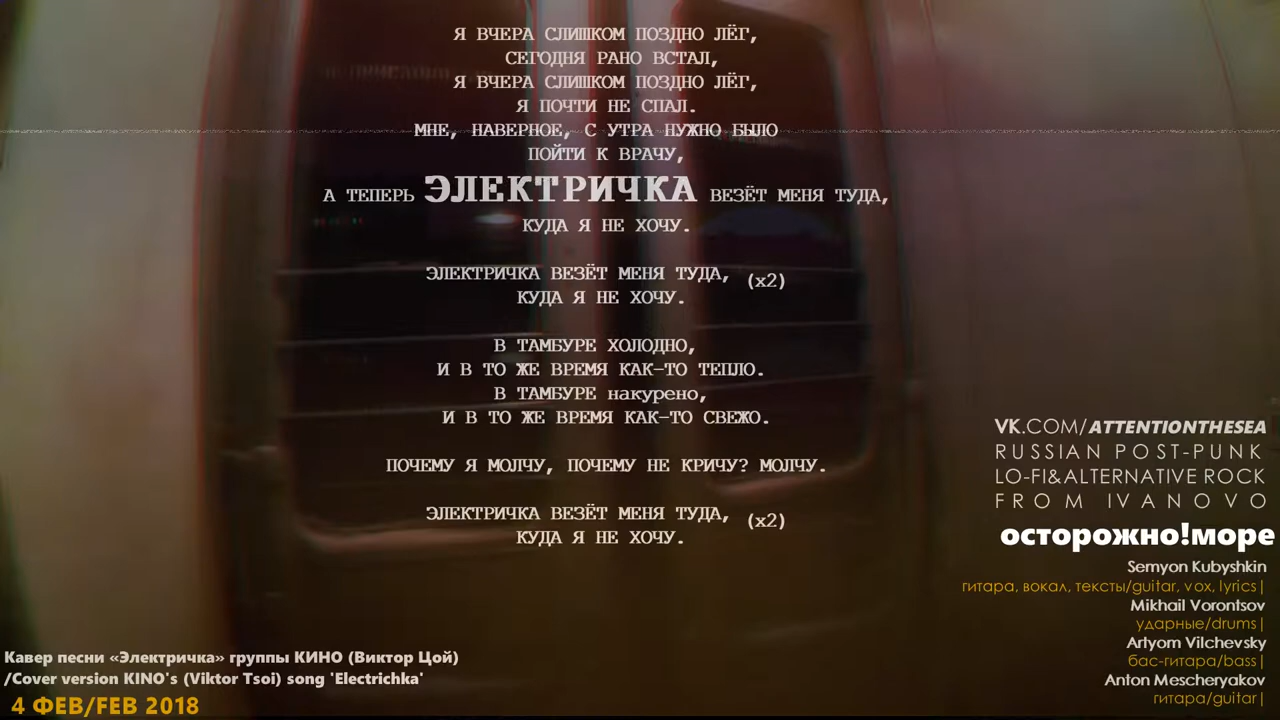 Я ВЧЕРА СЛИШКОМ ПОЗДНО ЛЁГ,
СЕГОДНЯ РАНО ВСТАЛ,
Я ВЧЕРА СЛИШКОМ ПОЗДНО ЛЁГ,
Я ПОЧТИ НЕ СПАЛ.
МНЕ, НАВЕРНОЕ, С УТРА НУЖНО БЫЛО
ПОЙТИ К ВРАЧУ,
А ТЕПЕРЬ ЭЛЕКТРИЧКА ВЕЗЁТ МЕНЯ ТУДА,
КУДА Я НЕ ХОЧУ.
ЭЛЕКТРИЧКА ВЕЗЁТ МЕНЯ ТУДА, (x2)
КУДА Я НЕ ХОЧУ.
В ТАМБУРЕ ХОЛОДНО,
И В ТО ЖЕ ВРЕМЯ КАК-ТО ТЕПЛО.
В ТАМБУРЕ накурено,
И В ТО ЖЕ ВРЕМЯ КАК-ТО СВЕЖО.
ПОЧЕМУ Я МОЛЧУ, ПОЧЕМУ НЕ КРИЧУ? МОЛЧУ.
ЭЛЕКТРИЧКА ВЕЗЁТ МЕНЯ ТУДА, (x2)
КУДА Я НЕ ХОЧУ.
VK.COM/ATTENTIONTHESEA
RUSSIAN POST-PUNK
LO-FI&ALTERNATIVE ROCK
FROM IVANOVO
осторожно!море
Semyon Kubyshkin
гитара, вокал, тексты/guitar, vox, lyrics|
Mikhail Vorontsov
ударные/drums|
Artyom Vilchevsky
бас-гитара/bass|
Anton Mescheryakov
гитара/guitar|
Кавер песни «Электричка» группы КИНО (Виктор Цой)
/Cover version KINO's (Viktor Tsoi) song 'Electrichka'
4 ФЕВ/FEB 2018